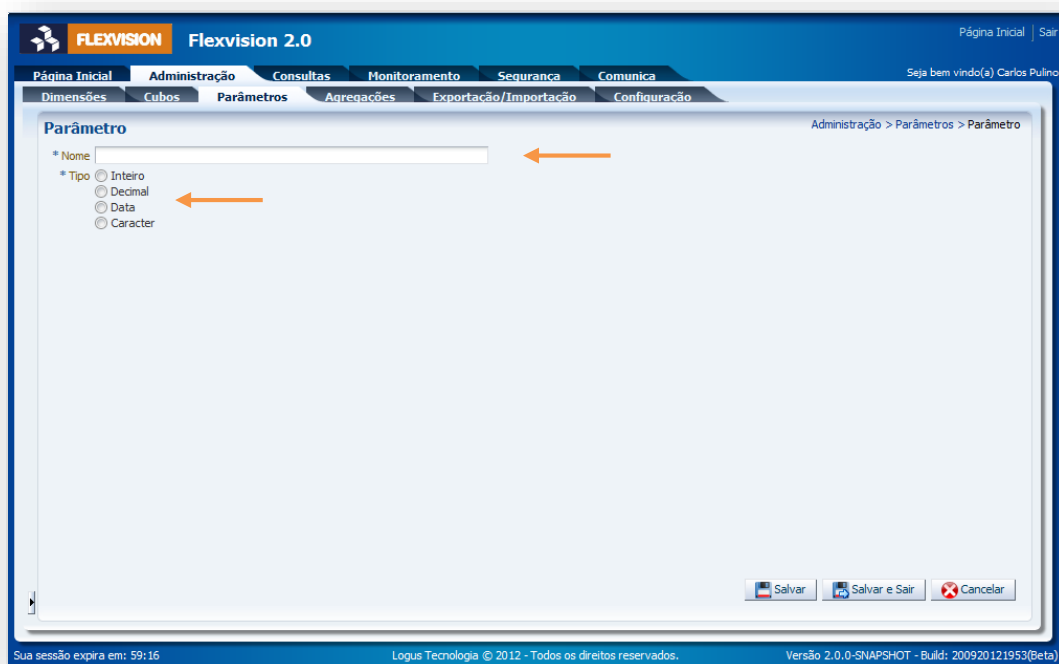 FLEXVISION Flexvision 2.0
Página Inicial Sair
Página Inicial Administração Consultas Monitoramento Segurança Comunica
Seja bem vindo(a) Carlos Pulino
Dimensões Cubos Parâmetros Agregações Exportação/Importação Configuração
Parâmetro
Administração > Parâmetros > Parâmetro
* Nome
* Tipo Inteiro
Decimal
Data
Caracter
Salvar Salvar e Sair Cancelar
Sua sessão expira em: 59:16
Logus Tecnologia © 2012 - Todos os direitos reservados.
Versão 2.0.0-SNAPSHOT - Build: 200920121953(Beta)